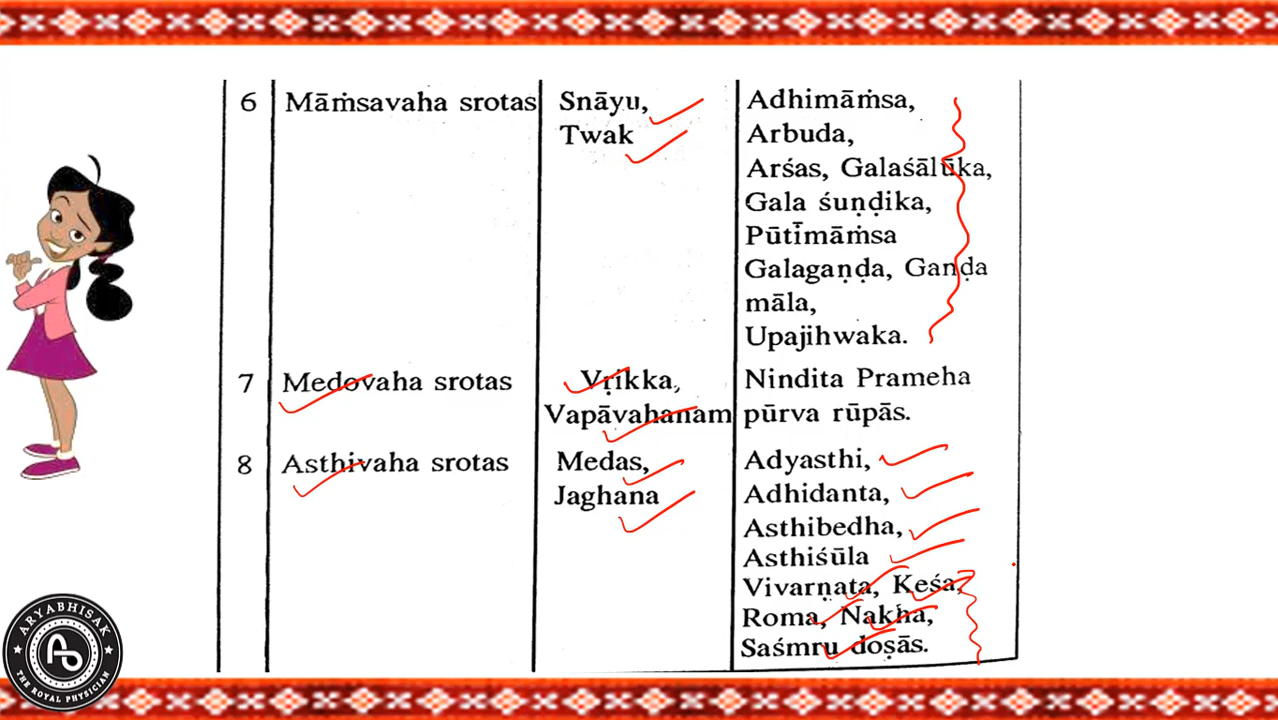 6 Māṁsavaha srotas Snāyu, Adhimāṁsa,
Twak Arbuda,
Arśas, Galaśālūka,
Gala śuṇḍika,
Pūtīmāṁsa
Galagaṇḍa, Gaṇḍa
māla,
Upajihwaka.
7 Medovaha srotas Vṛikka, Nindita Prameha
Vapāvahanam pūrva rūpās.
8 Asthivaha srotas Medas, Adyasthi,
Jaghana Adhidanta,
Asthibedha,
Asthiśūla
Vivarṇata, Keśa,
Roma, Nakha,
Saśmru doṣās.
ARYABHISAK
THE ROYAL PHYSICIAN